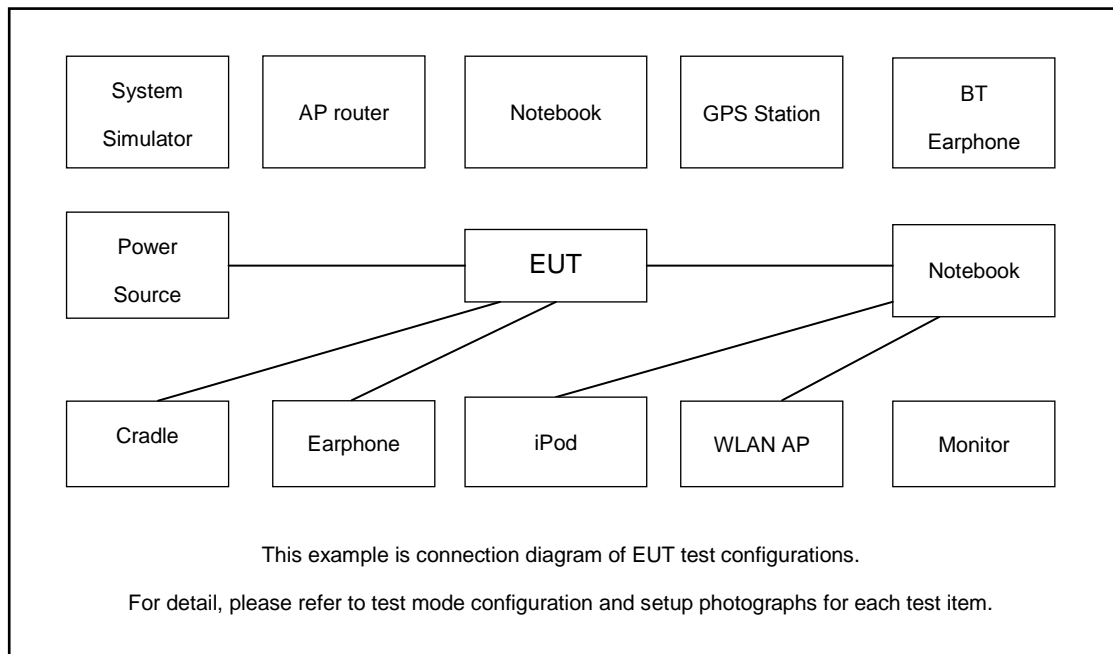 System
Simulator
AP router
Notebook
GPS Station
BT
Earphone
Power
Source
EUT
Notebook
Cradle
Earphone
iPod
WLAN AP
Monitor
This example is connection diagram of EUT test configurations.
For detail, please refer to test mode configuration and setup photographs for each test item.